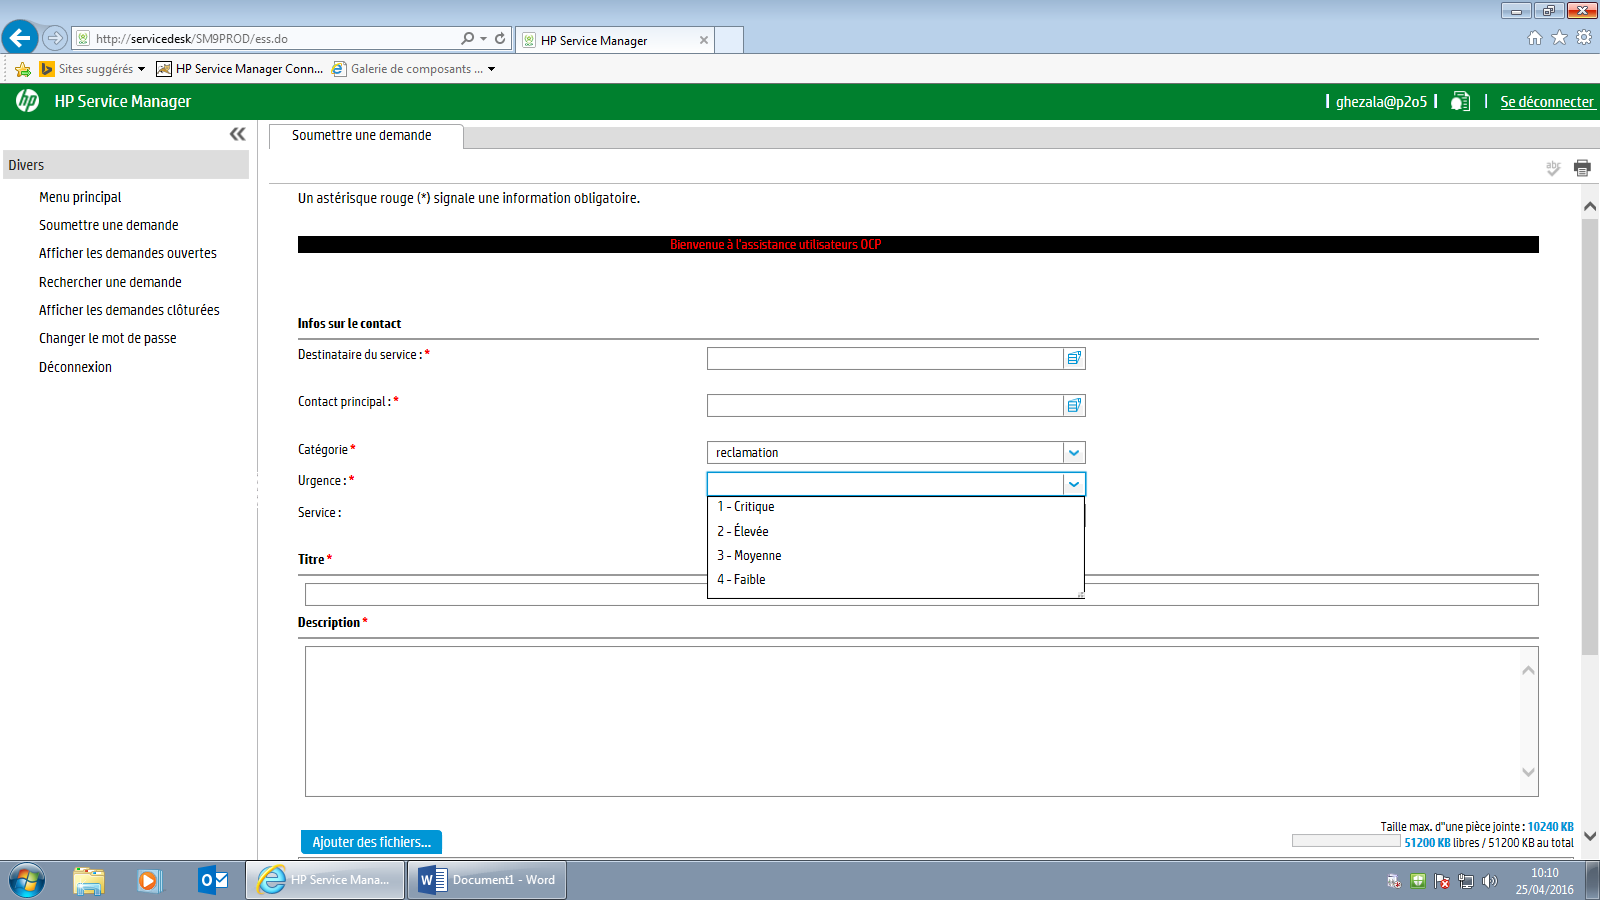 http://servicedesk/SM9PROD/ess.do
HP Service Manager
Sites suggérés
HP Service Manager Conn...
Galerie de composants ...
hp
HP Service Manager
ghezala@p2o5
Se déconnecter
Soumettre une demande
Divers
abc
Menu principal
Soumettre une demande
Afficher les demandes ouvertes
Rechercher une demande
Afficher les demandes clôturées
Changer le mot de passe
Déconnexion
Un astérisque rouge (*) signale une information obligatoire.
Bienvenue à l'assistance utilisateurs OCP
Infos sur le contact
Destinataire du service : *
Contact principal : *
Catégorie *
reclamation
Urgence : *
1 - Critique
2 - Élevée
3 - Moyenne
4 - Faible
Service :
Titre *
Description *
Ajouter des fichiers...
Taille max. d''une pièce jointe : 10240 KB
51200 KB libres / 51200 KB au total
HP Service Mana...
Document1 - Word
10:10
25/04/2016